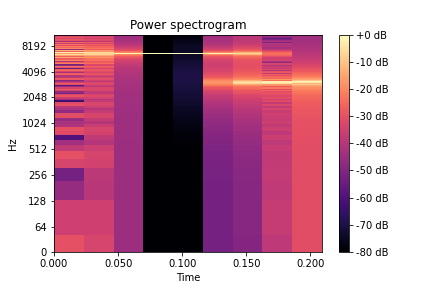 Power spectrogram
8192
4096
2048
1024
512
256
128
64
0
Hz
0.000 0.050 0.100 0.150 0.200
Time
+0 dB
-10 dB
-20 dB
-30 dB
-40 dB
-50 dB
-60 dB
-70 dB
-80 dB